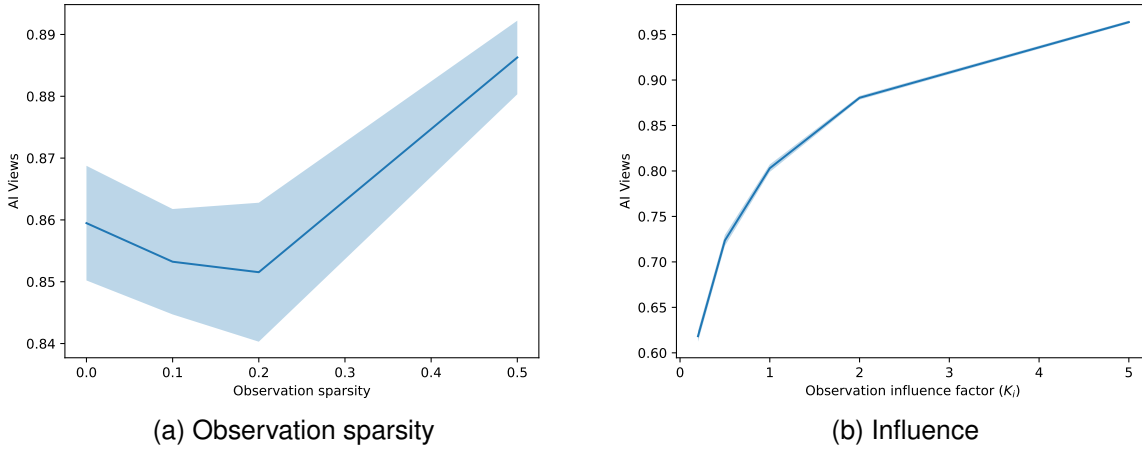 0.89
0.88
0.87
0.86
0.85
0.84
AI Views
0.0 0.1 0.2 0.3 0.4 0.5
Observation sparsity
(a) Observation sparsity
0.95
0.90
0.85
0.80
0.75
0.70
0.65
0.60
AI Views
0 1 2 3 4 5
Observation influence factor (K_i)
(b) Influence